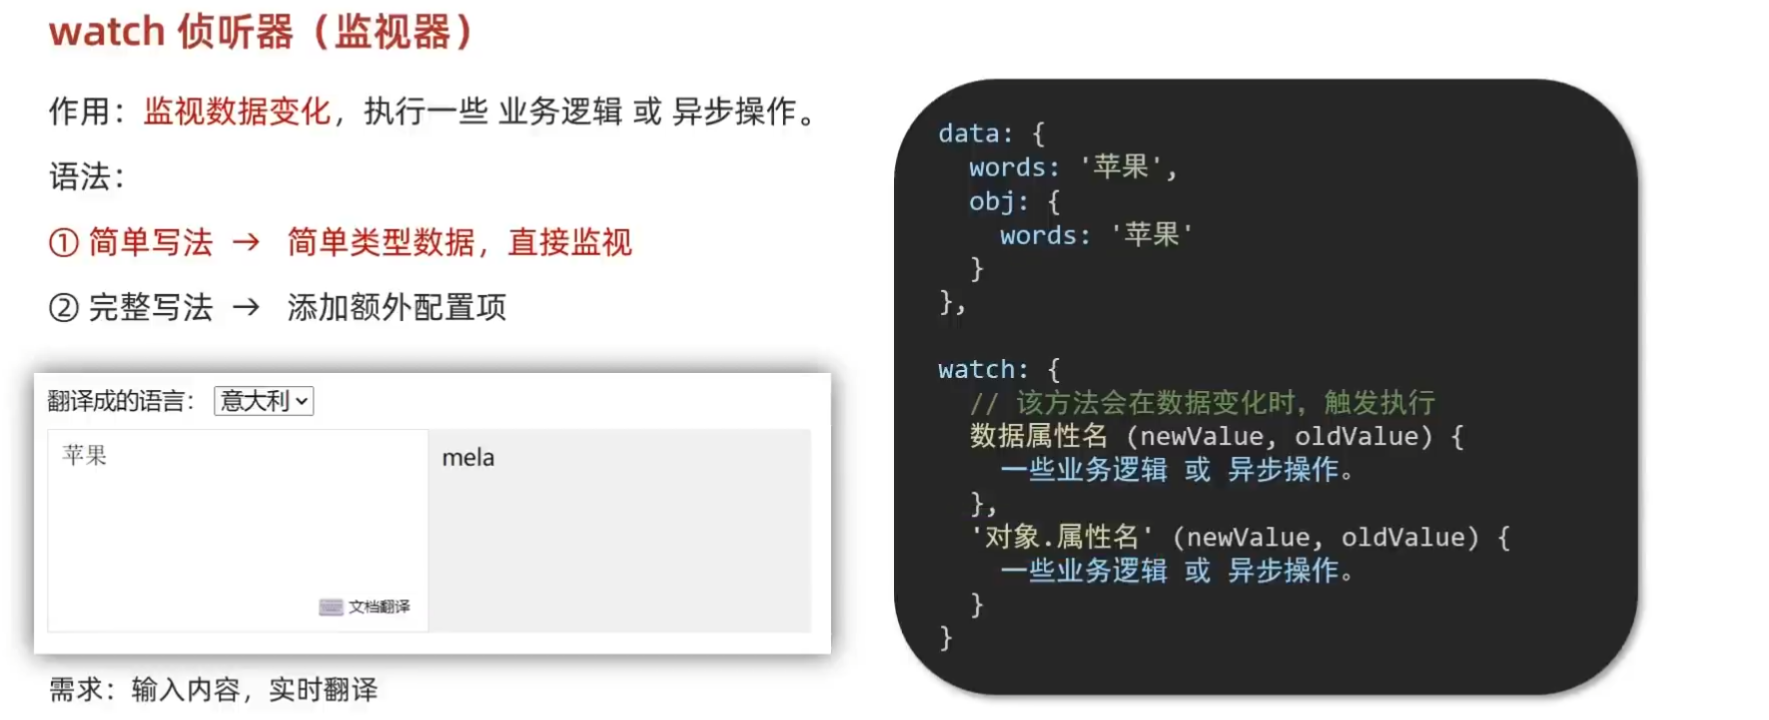 watch 侦听器（监视器）
作用：监视数据变化，执行一些 业务逻辑 或 异步操作。
语法：
① 简单写法 → 简单类型数据，直接监视
② 完整写法 → 添加额外配置项
翻译成的语言： 意大利
苹果
mela
文档翻译
需求：输入内容，实时翻译
data: {
  words: '苹果',
  obj: {
    words: '苹果'
  }
},
watch: {
  // 该方法会在数据变化时，触发执行
  数据属性名 (newValue, oldValue) {
    一些业务逻辑 或 异步操作。
  },
  '对象.属性名' (newValue, oldValue) {
    一些业务逻辑 或 异步操作。
  }
}